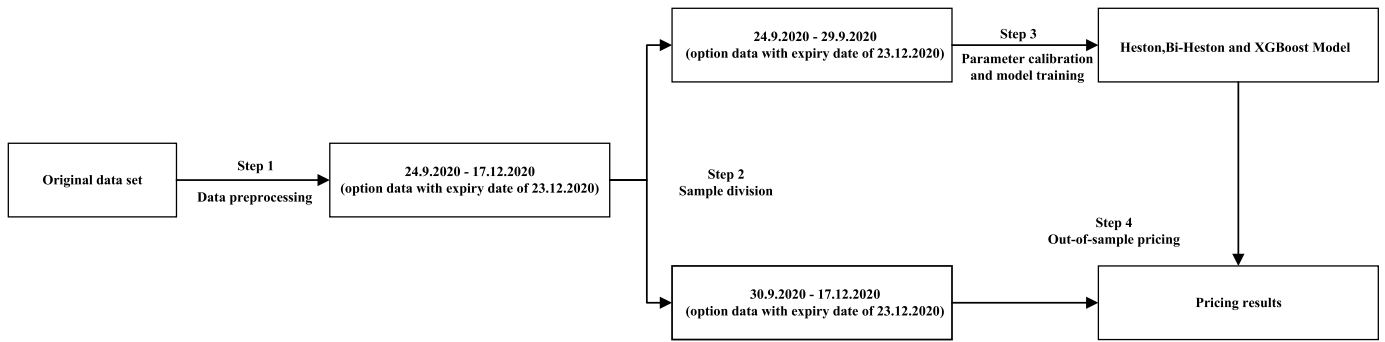 Original data set
Step 1
Data preprocessing
24.9.2020 - 17.12.2020
(option data with expiry date of 23.12.2020)
Step 2
Sample division
24.9.2020 - 29.9.2020
(option data with expiry date of 23.12.2020)
Step 3
Parameter calibration
and model training
Heston,Bi-Heston and XGBoost Model
30.9.2020 - 17.12.2020
(option data with expiry date of 23.12.2020)
Step 4
Out-of-sample pricing
Pricing results